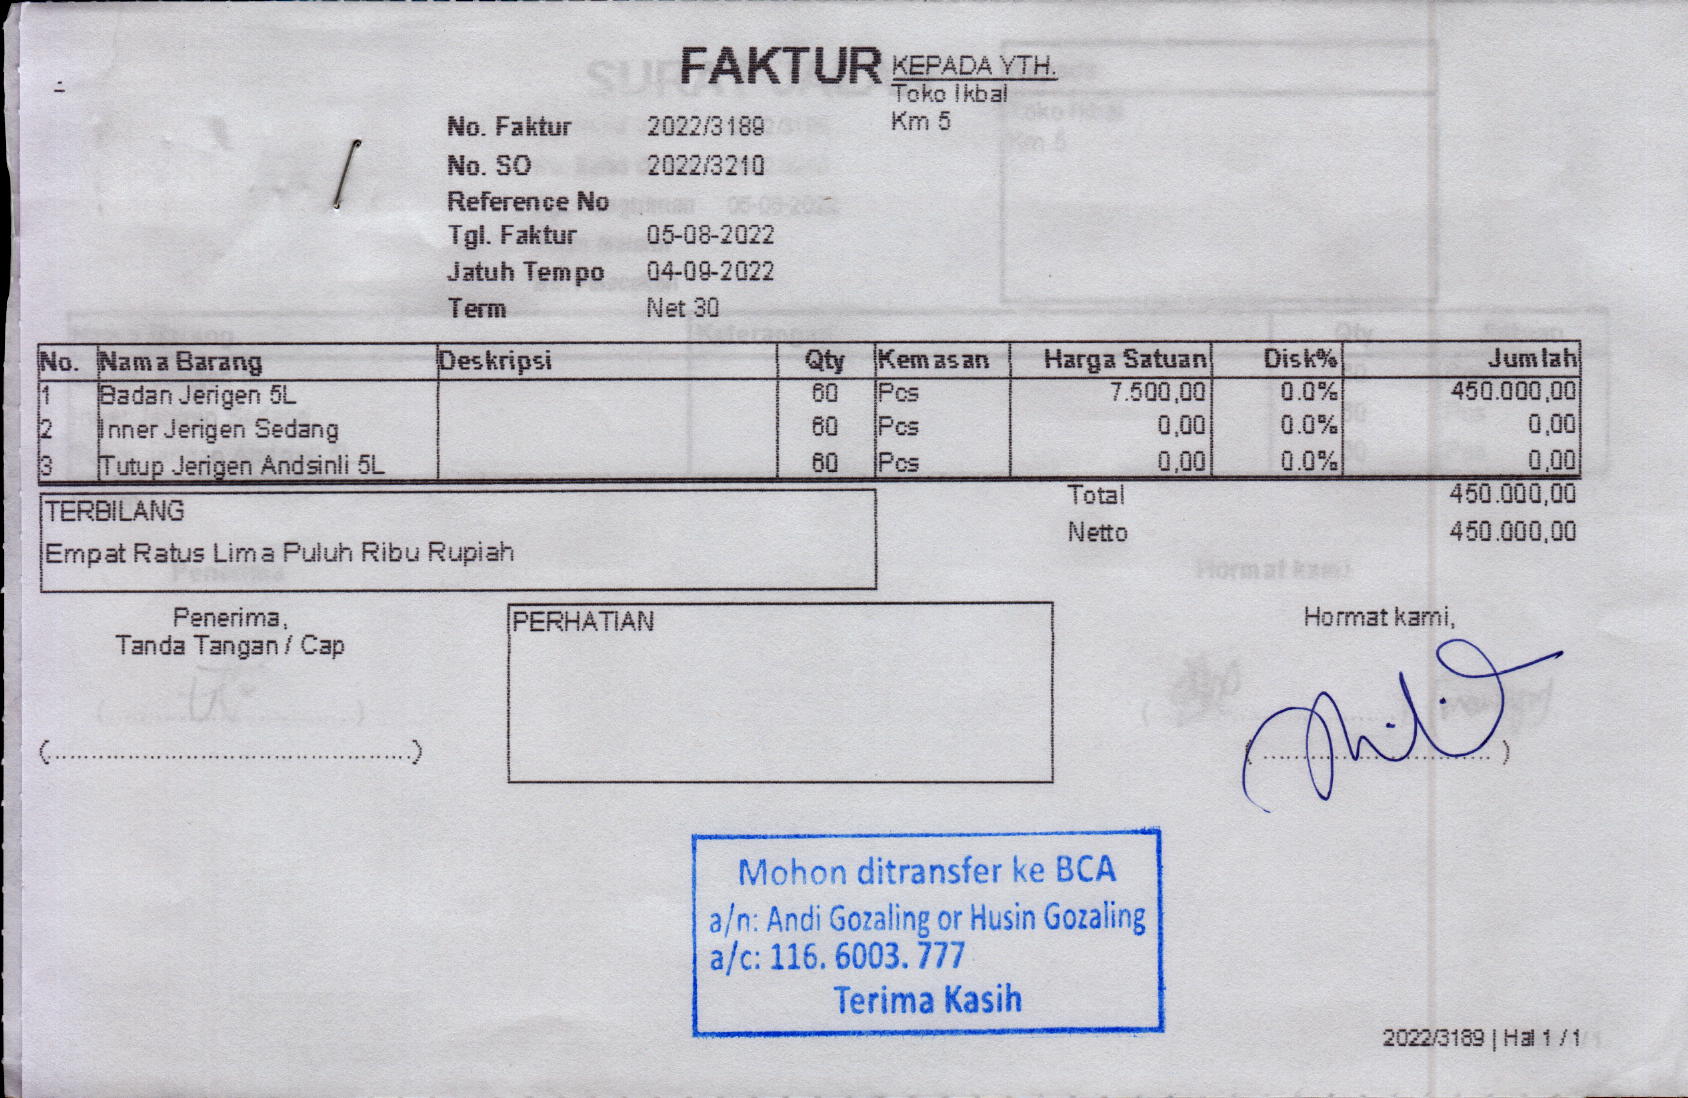 FAKTUR
KEPADA YTH.
Toko Ikbal
Km 5
No. Faktur 2022/3189
No. SO 2022/3210
Reference No
Tgl. Faktur 05-08-2022
Jatuh Tempo 04-09-2022
Term Net 30
No. Nama Barang Deskripsi Qty Kemasan Harga Satuan Disk% Jumlah
1 Badan Jerigen 5L 60 Pcs 7.500,00 0.0% 450.000,00
2 Inner Jerigen Sedang 60 Pcs 0,00 0.0% 0,00
3 Tutup Jerigen Andsinli 5L 60 Pcs 0,00 0.0% 0,00
Total 450.000,00
Netto 450.000,00
TERBILANG
Empat Ratus Lima Puluh Ribu Rupiah
Penerima,
Tanda Tangan / Cap
PERHATIAN
Hormat kami,
Mohon ditransfer ke BCA
a/n: Andi Gozaling or Husin Gozaling
a/c: 116. 6003. 777
Terima Kasih
2022/3189 | Hal 1 / 1